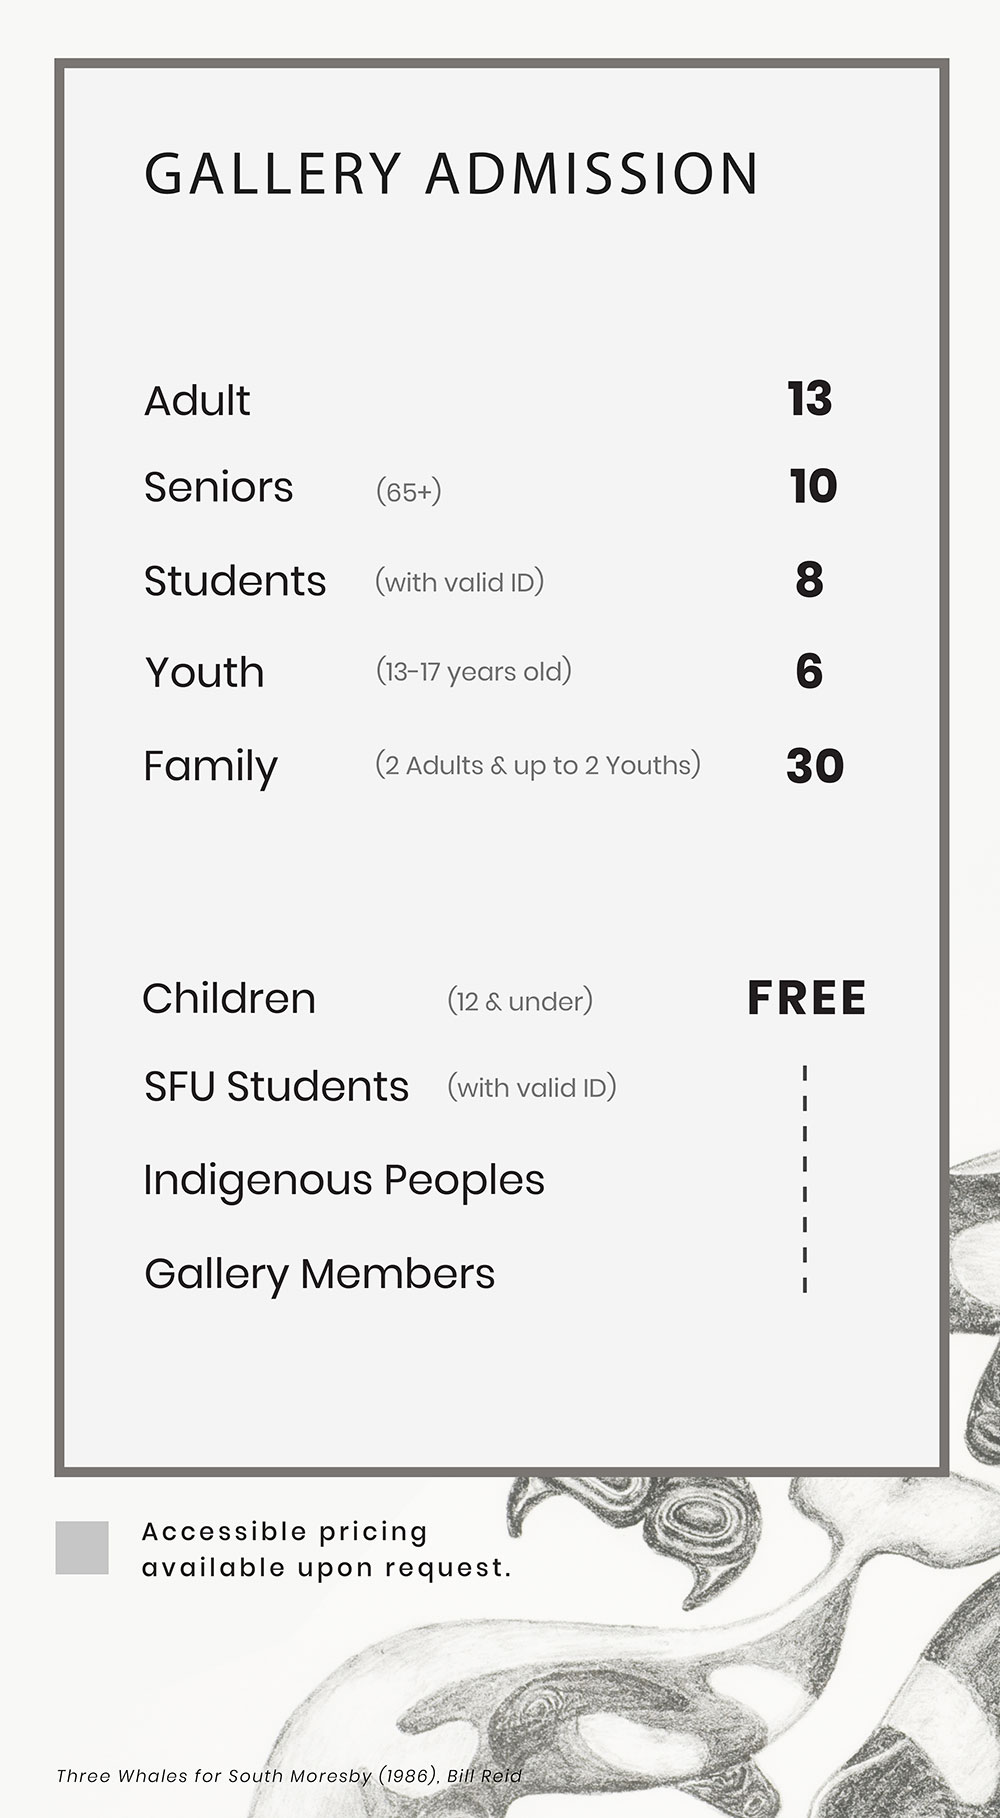 GALLERY ADMISSION
Adult 13
Seniors (65+) 10
Students (with valid ID) 8
Youth (13-17 years old) 6
Family (2 Adults & up to 2 Youths) 30
Children (12 & under) FREE
SFU Students (with valid ID)
Indigenous Peoples
Gallery Members
Accessible pricing
available upon request.
Three Whales for South Moresby (1986), Bill Reid